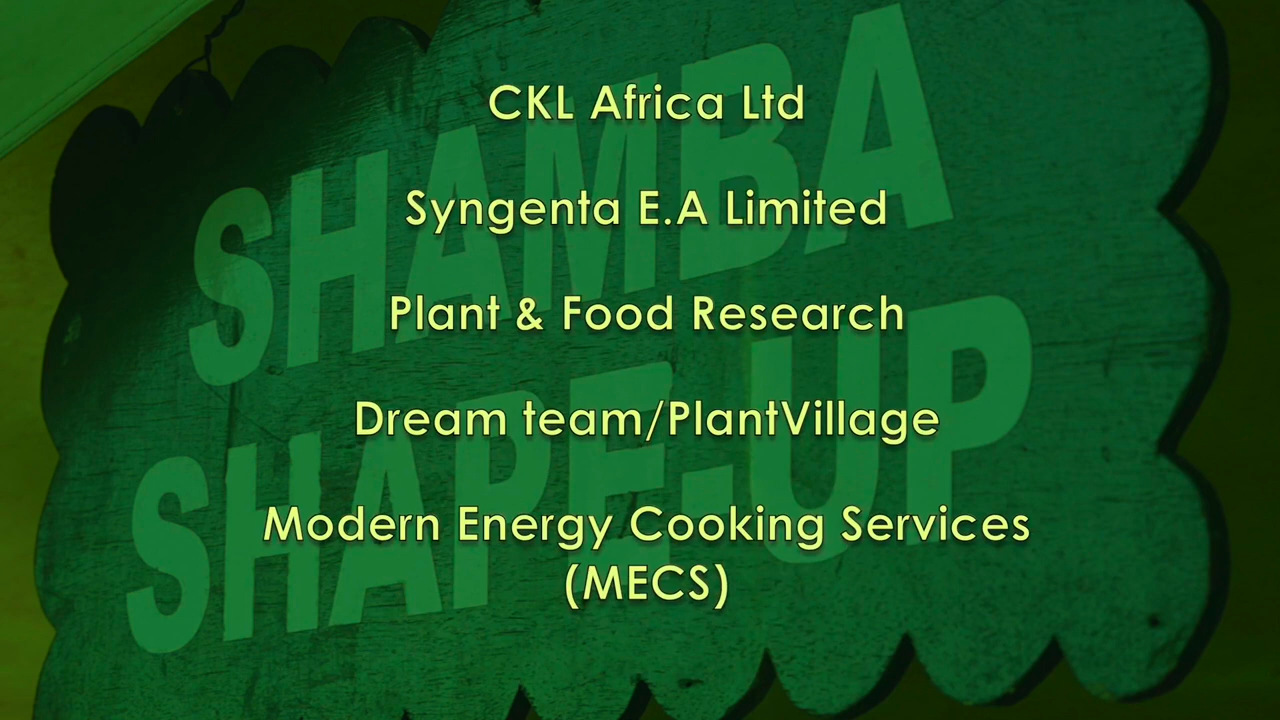 CKL Africa Ltd
Syngenta E.A Limited
Plant & Food Research
Dream team/PlantVillage
Modern Energy Cooking Services
(MECS)
SHAMBA
SHAPE-UP